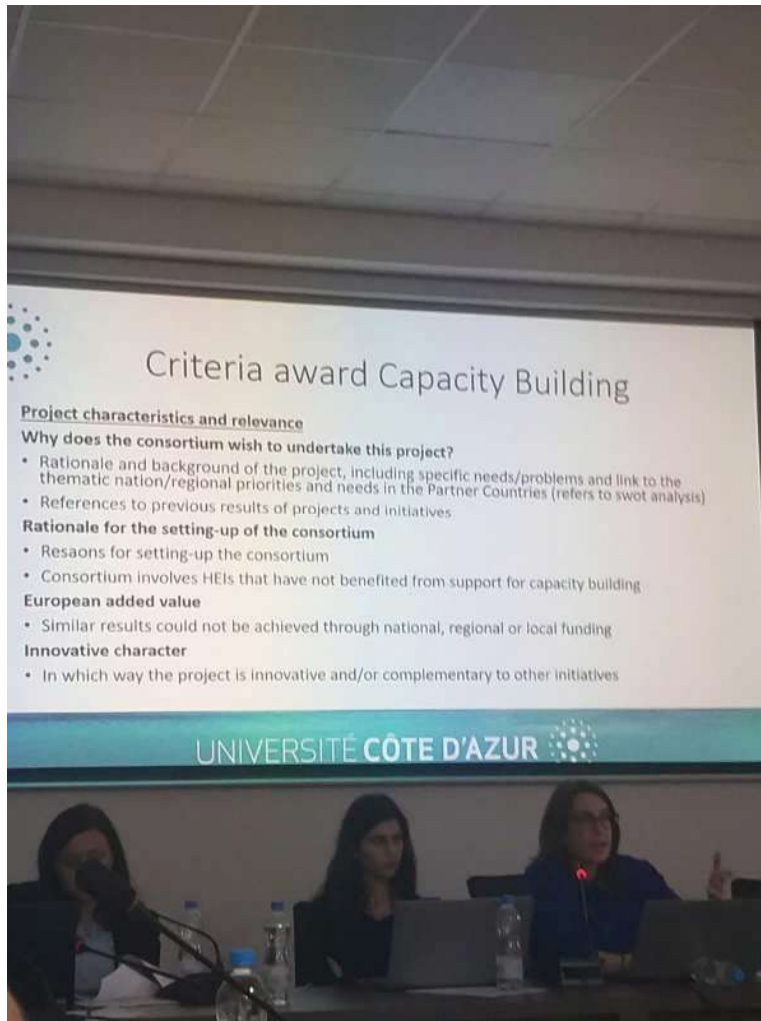 Criteria award Capacity Building
Project characteristics and relevance
Why does the consortium wish to undertake this project?
• Rationale and background of the project, including specific needs/problems and link to the
thematic nation/regional priorities and needs in the Partner Countries (refers to swot analysis)
• References to previous results of projects and initiatives
Rationale for the setting-up of the consortium
• Resaons for setting-up the consortium
• Consortium involves HEIs that have not benefited from support for capacity building
European added value
• Similar results could not be achieved through national, regional or local funding
Innovative character
• In which way the project is innovative and/or complementary to other initiatives
UNIVERSITÉ CÔTE D'AZUR